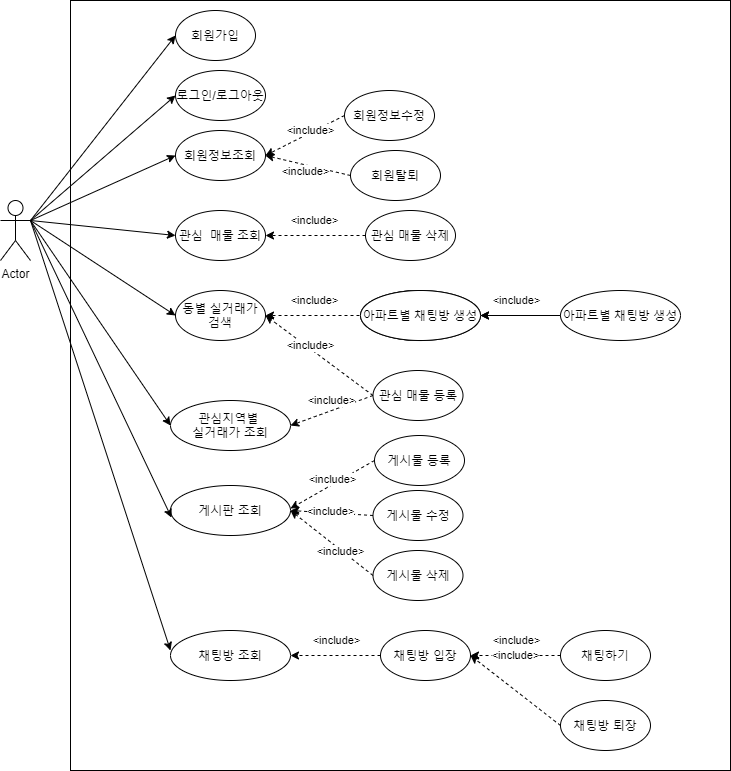 회원가입
로그인/로그아웃
회원정보수정
<include>
회원정보조회
<include>
회원탈퇴
관심 매물 조회
<include>
관심 매물 삭제
Actor
동별 실거래가
검색
<include>
아파트별 채팅방 생성
<include>
아파트별 채팅방 생성
<include>
관심 매물 등록
<include>
관심지역별
실거래가 조회
게시물 등록
<include>
게시판 조회
<include>
게시물 수정
<include>
게시물 삭제
채팅방 조회
<include>
채팅방 입장
<include>
<include>
채팅하기
채팅방 퇴장